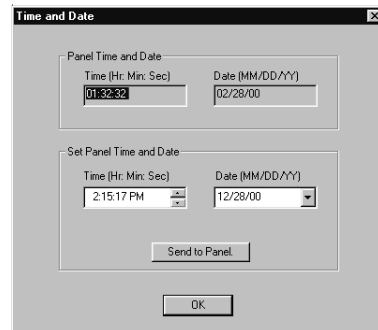 Time and Date
Panel Time and Date
Time (Hr: Min: Sec) Date (MM/DD/YY)
01:32:32 02/28/00
Set Panel Time and Date
Time (Hr: Min: Sec) Date (MM/DD/YY)
2:15:17 PM 12/28/00
Send to Panel.
OK